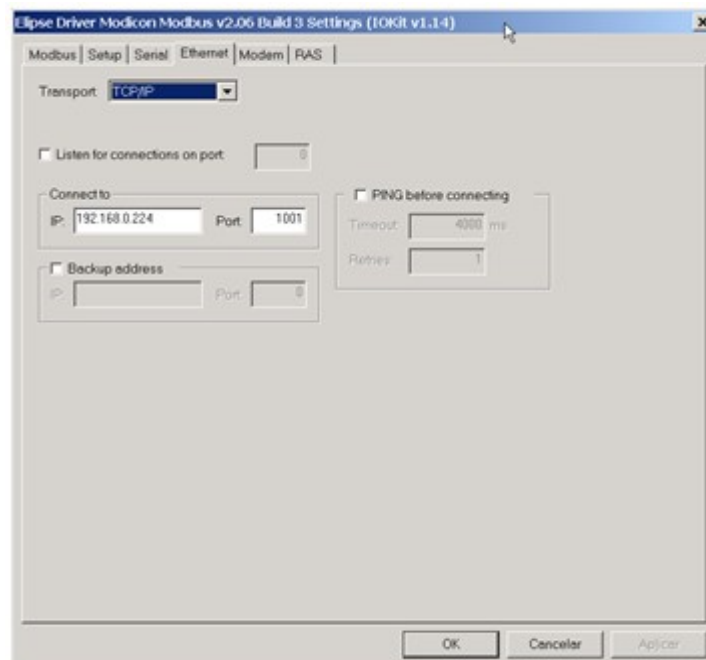 Elipse Driver Modicon Modbus v2.06 Build 3 Settings (IOKit v1.14)
Modbus Setup Serial Ethernet Modem RAS
Transport: TCP/IP
Listen for connections on port: 0
Connect to
IP: 192.168.0.224 Port: 1001
PING before connecting
Timeout: 4000 ms
Retries: 1
Backup address
IP: Port: 0
OK Cancelar Aplicar